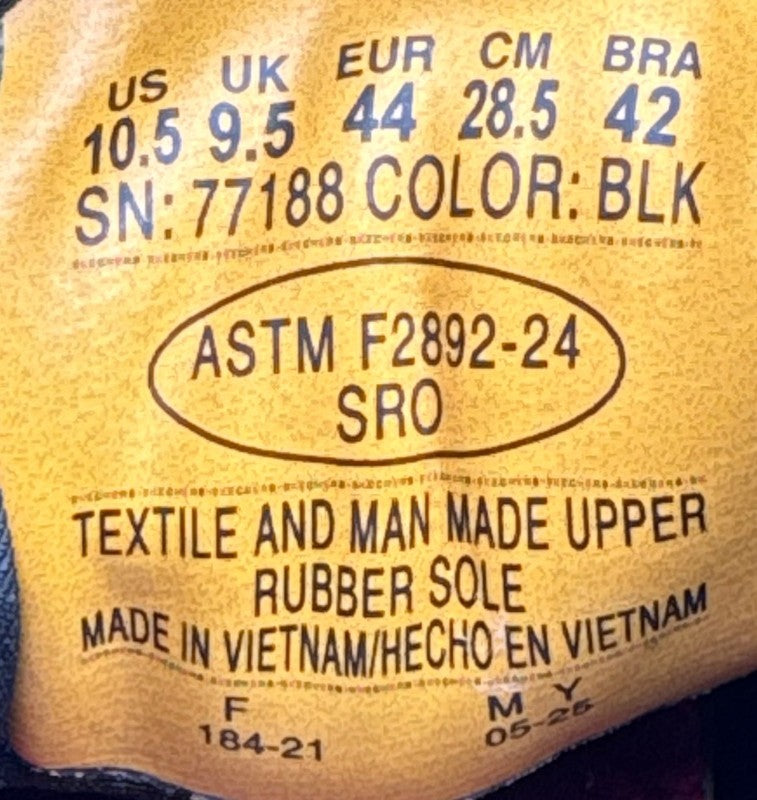 US UK EUR CM BRA
10.5 9.5 44 28.5 42
SN: 77188 COLOR: BLK
ASTM F2892-24
SRO
TEXTILE AND MAN MADE UPPER
RUBBER SOLE
MADE IN VIETNAM/HECHO EN VIETNAM
F M Y
184-21 05-25